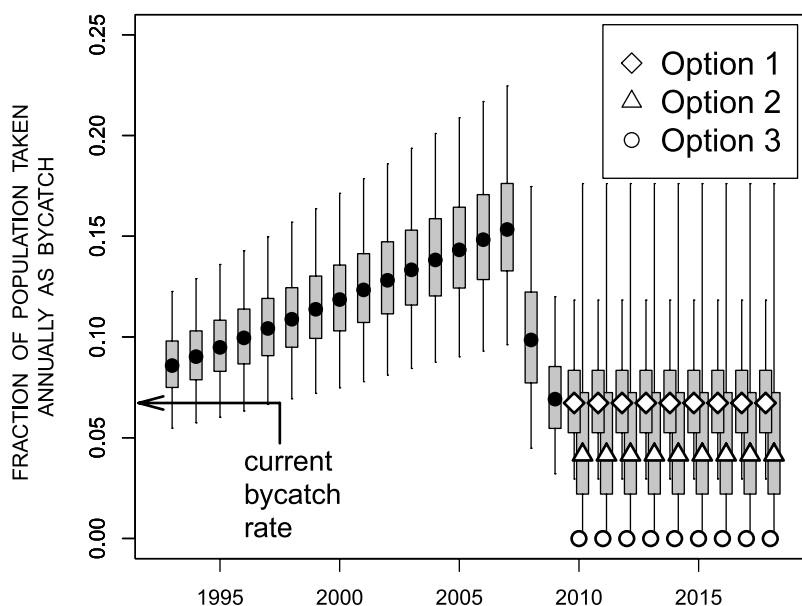 FRACTION OF POPULATION TAKEN
ANNUALLY AS BYCATCH
0.25
0.20
0.15
0.10
0.05
0.00
Option 1
Option 2
Option 3
current
bycatch
rate
1995
2000
2005
2010
2015